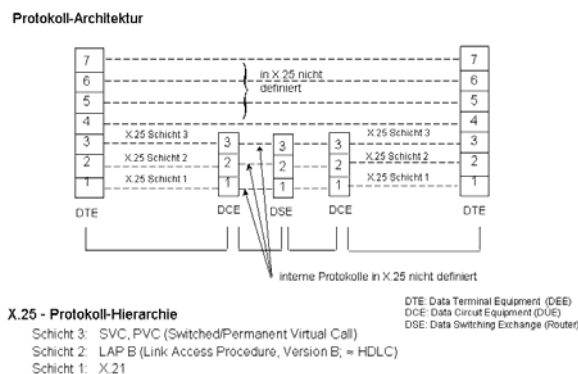 Protokoll-Architektur
7 7
6 in X.25 nicht 6
5 definiert 5
4 4
3 X.25 Schicht 3 3 3 3 X.25 Schicht 3 3
2 X.25 Schicht 2 2 2 2 X.25 Schicht 2 2
1 X.25 Schicht 1 1 1 1 X.25 Schicht 1 1
DTE DCE DSE DCE DTE
interne Protokolle in X.25 nicht definiert
X.25 - Protokoll-Hierarchie
Schicht 3: SVC, PVC (Switched/Permanent Virtual Call)
Schicht 2: LAP B (Link Access Procedure, Version B; ≈ HDLC)
Schicht 1: X.21
DTE: Data Terminal Equipment (DEE)
DCE: Data Circuit Equipment (DÜE)
DSE: Data Switching Exchange (Router)